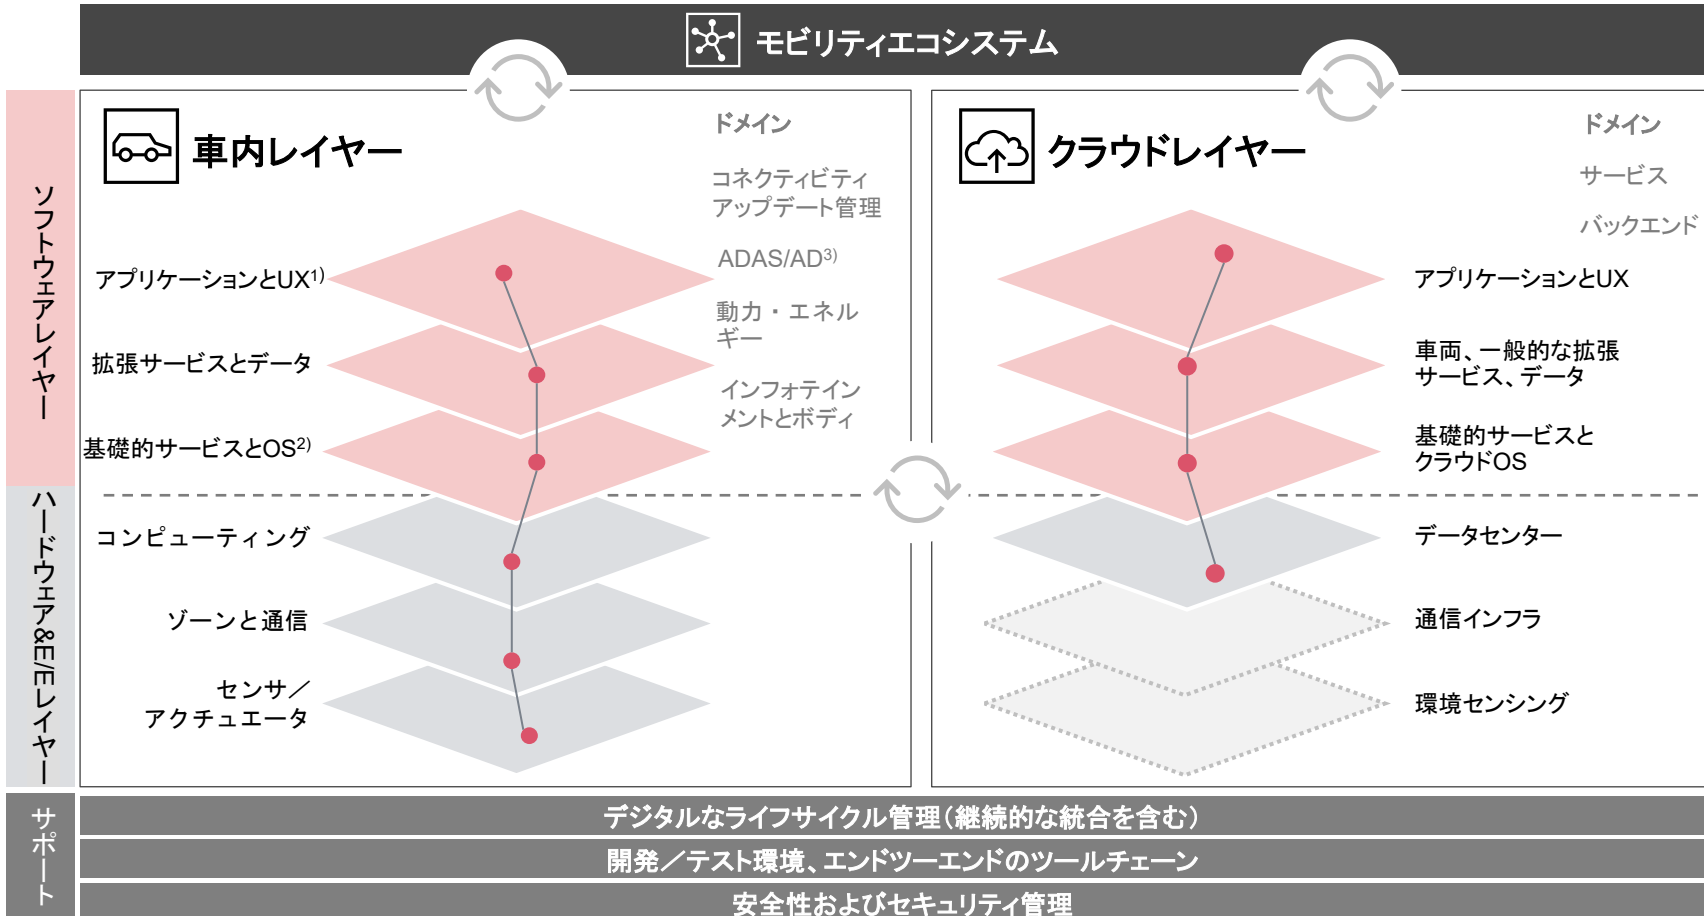 モビリティエコシステム
ソフトウェアレイヤー
ハードウェア&E/Eレイヤー
サポート
車内レイヤー
ドメイン
コネクティビティ
アップデート管理
ADAS/AD3)
動力・エネル
ギー
インフォテイン
メントとボディ
アプリケーションとUX1)
拡張サービスとデータ
基礎的サービスとOS2)
コンピューティング
ゾーンと通信
センサ／
アクチュエータ
クラウドレイヤー
ドメイン
サービス
バックエンド
アプリケーションとUX
車両、一般的な拡張
サービス、データ
基礎的サービスと
クラウドOS
データセンター
通信インフラ
環境センシング
デジタルなライフサイクル管理（継続的な統合を含む）
開発／テスト環境、エンドツーエンドのツールチェーン
安全性およびセキュリティ管理